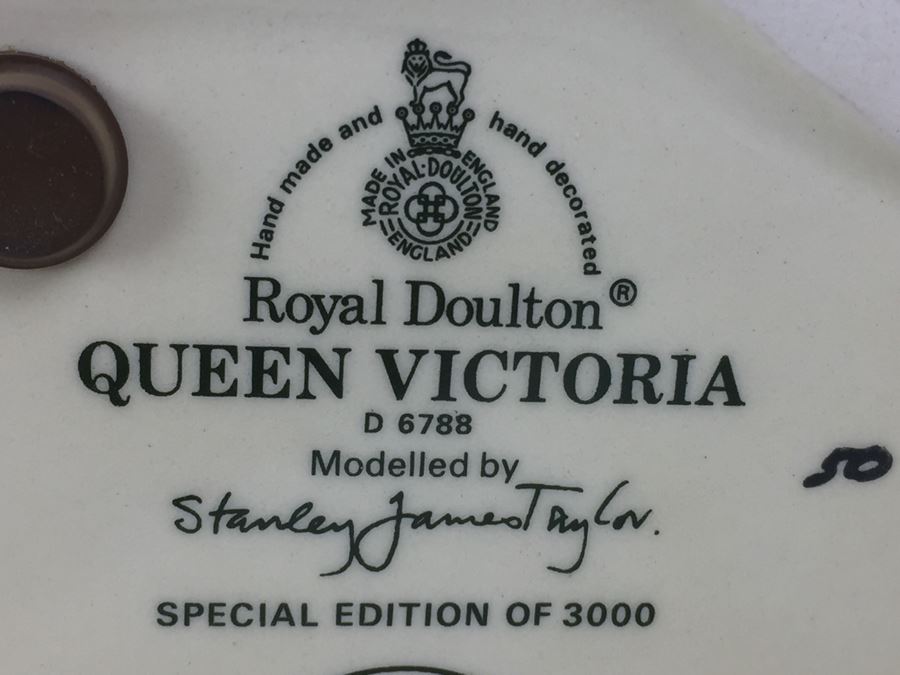 Hand made and hand decorated
MADE IN ENGLAND
ROYAL·DOULTON
ENGLAND
Royal Doulton®
QUEEN VICTORIA
D 6788
Modelled by
Stanley James Taylor.
SPECIAL EDITION OF 3000
50